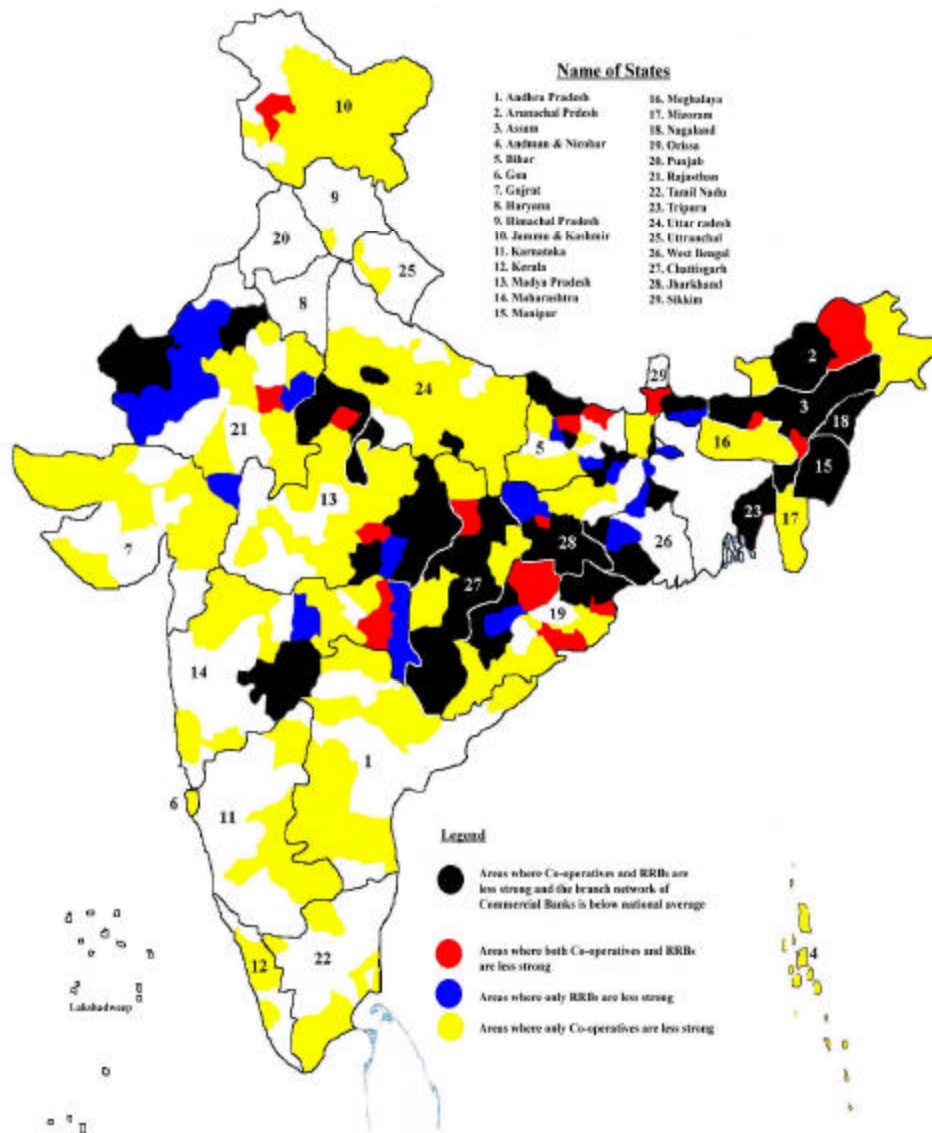 Name of States
1. Andhra Pradesh
2. Arunachal Prdesh
3. Assam
4. Andman & Nicobar
5. Bihar
6. Goa
7. Gujrat
8. Haryana
9. Himachal Pradesh
10. Jammu & Kashmir
11. Karnataka
12. Kerala
13. Madya Pradesh
14. Maharashtra
15. Manipur
16. Meghalaya
17. Mizoram
18. Nagaland
19. Orissa
20. Punjab
21. Rajasthan
22. Tamil Nadu
23. Tripura
24. Uttar radesh
25. Uttranchal
26. West Bengal
27. Chattisgarh
28. Jharkhand
29. Sikkim
10
9
20
25
8
29
2
24
3
18
21
5
16
15
13
23
17
7
28
26
27
19
14
1
6
11
Legend
Areas where Co-operatives and RRBs are
less strong and the branch network of
Commercial Banks is below national average
Areas where both Co-operatives and RRBs
are less strong
4
12
22
Areas where only RRBs are less strong
Lakshadweep
Areas where only Co-operatives are less strong